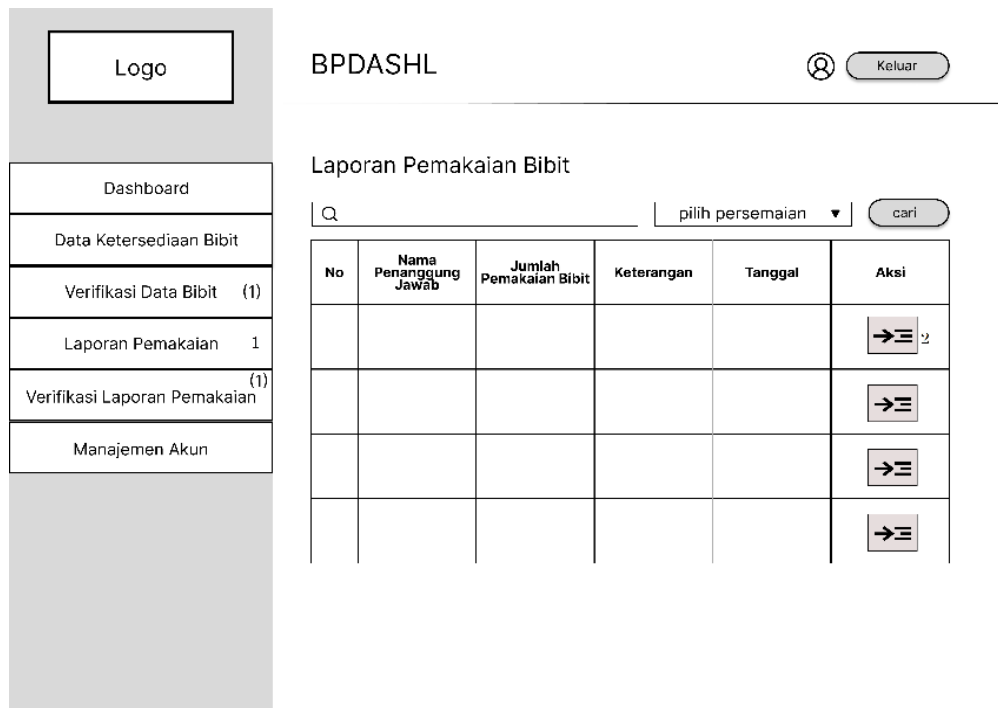 Logo
BPDASHL
Keluar
Dashboard
Data Ketersediaan Bibit
Verifikasi Data Bibit (1)
Laporan Pemakaian 1
(1)
Verifikasi Laporan Pemakaian
Manajemen Akun
Laporan Pemakaian Bibit
pilih persemaian
cari
No
Nama
Penanggung
Jawab
Jumlah
Pemakaian Bibit
Keterangan
Tanggal
Aksi
2